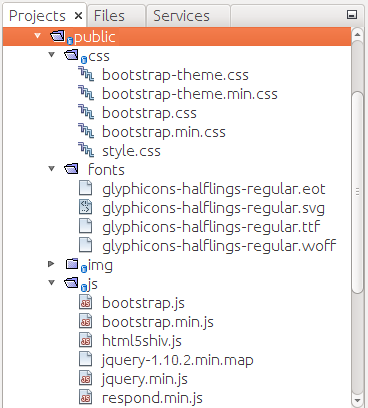 Projects Files Services
public
css
bootstrap-theme.css
bootstrap-theme.min.css
bootstrap.css
bootstrap.min.css
style.css
fonts
glyphicons-halflings-regular.eot
glyphicons-halflings-regular.svg
glyphicons-halflings-regular.ttf
glyphicons-halflings-regular.woff
img
js
bootstrap.js
bootstrap.min.js
html5shiv.js
jquery-1.10.2.min.map
jquery.min.js
respond.min.js